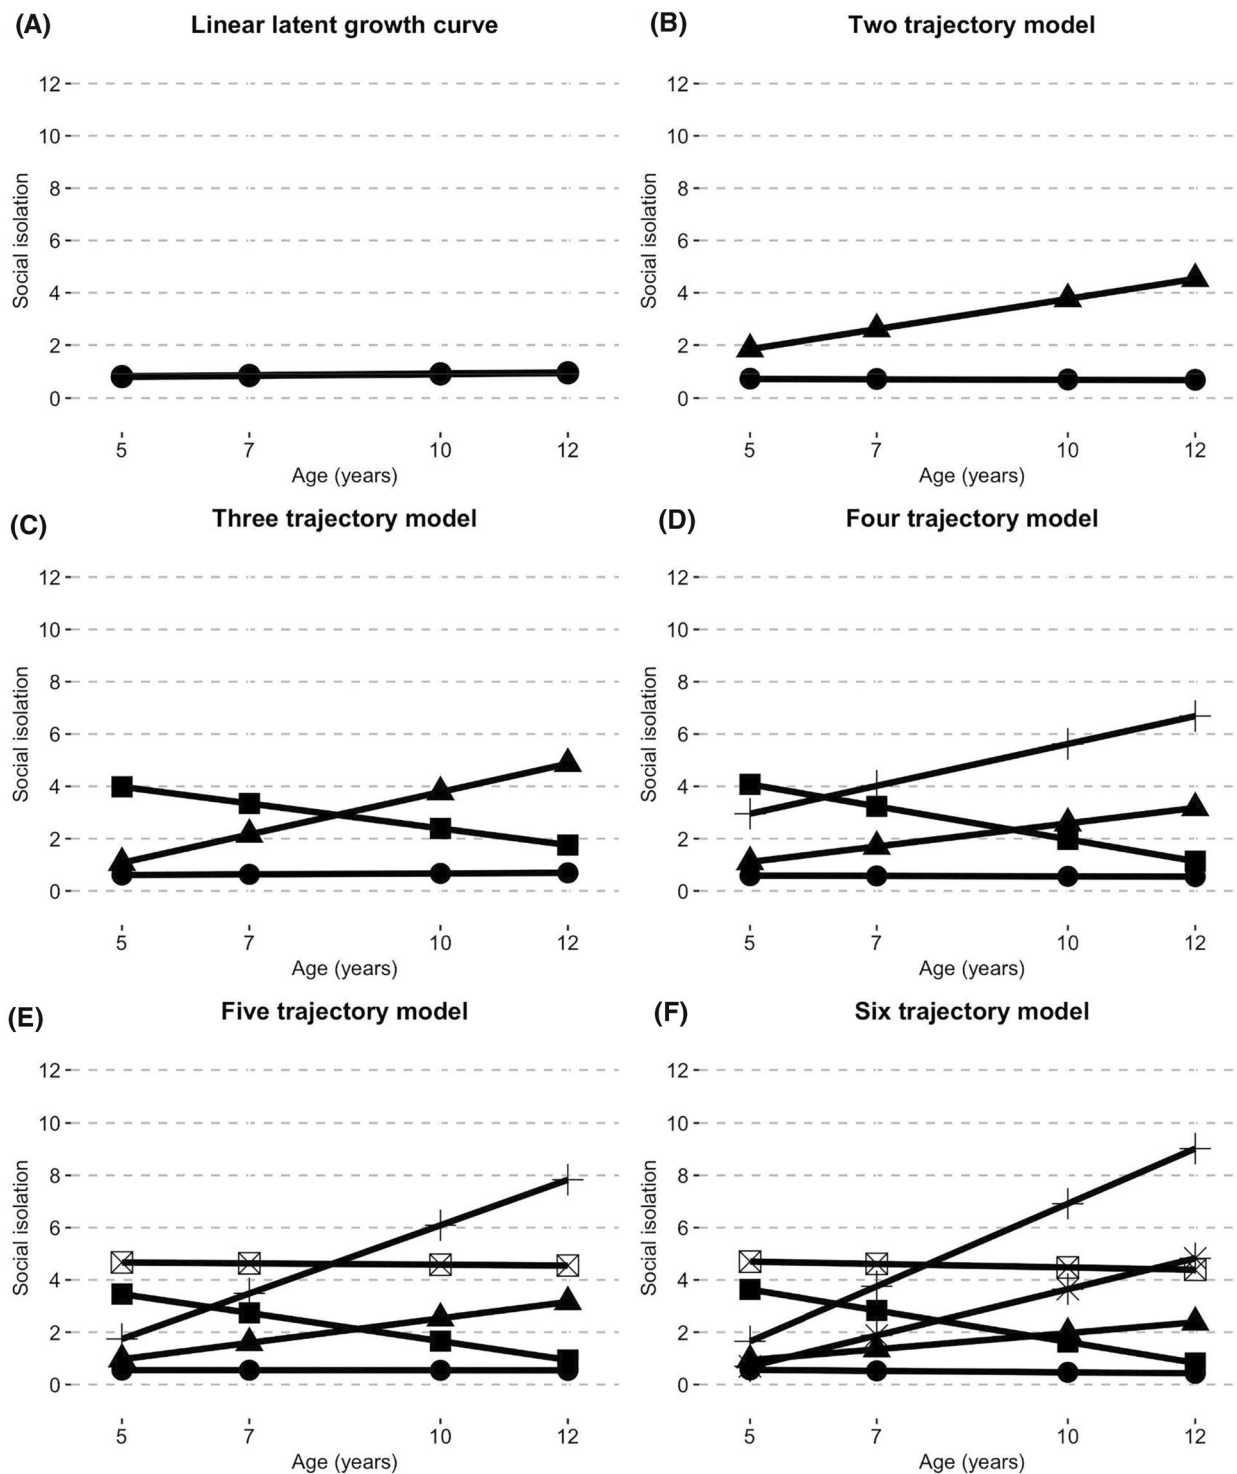 (A) Linear latent growth curve
12
10
8
6
4
2
0
Social isolation
5 7 10 12
Age (years)
(B) Two trajectory model
12
10
8
6
4
2
0
Social isolation
5 7 10 12
Age (years)
(C) Three trajectory model
12
10
8
6
4
2
0
Social isolation
5 7 10 12
Age (years)
(D) Four trajectory model
12
10
8
6
4
2
0
Social isolation
5 7 10 12
Age (years)
(E) Five trajectory model
12
10
8
6
4
2
0
Social isolation
5 7 10 12
Age (years)
(F) Six trajectory model
12
10
8
6
4
2
0
Social isolation
5 7 10 12
Age (years)